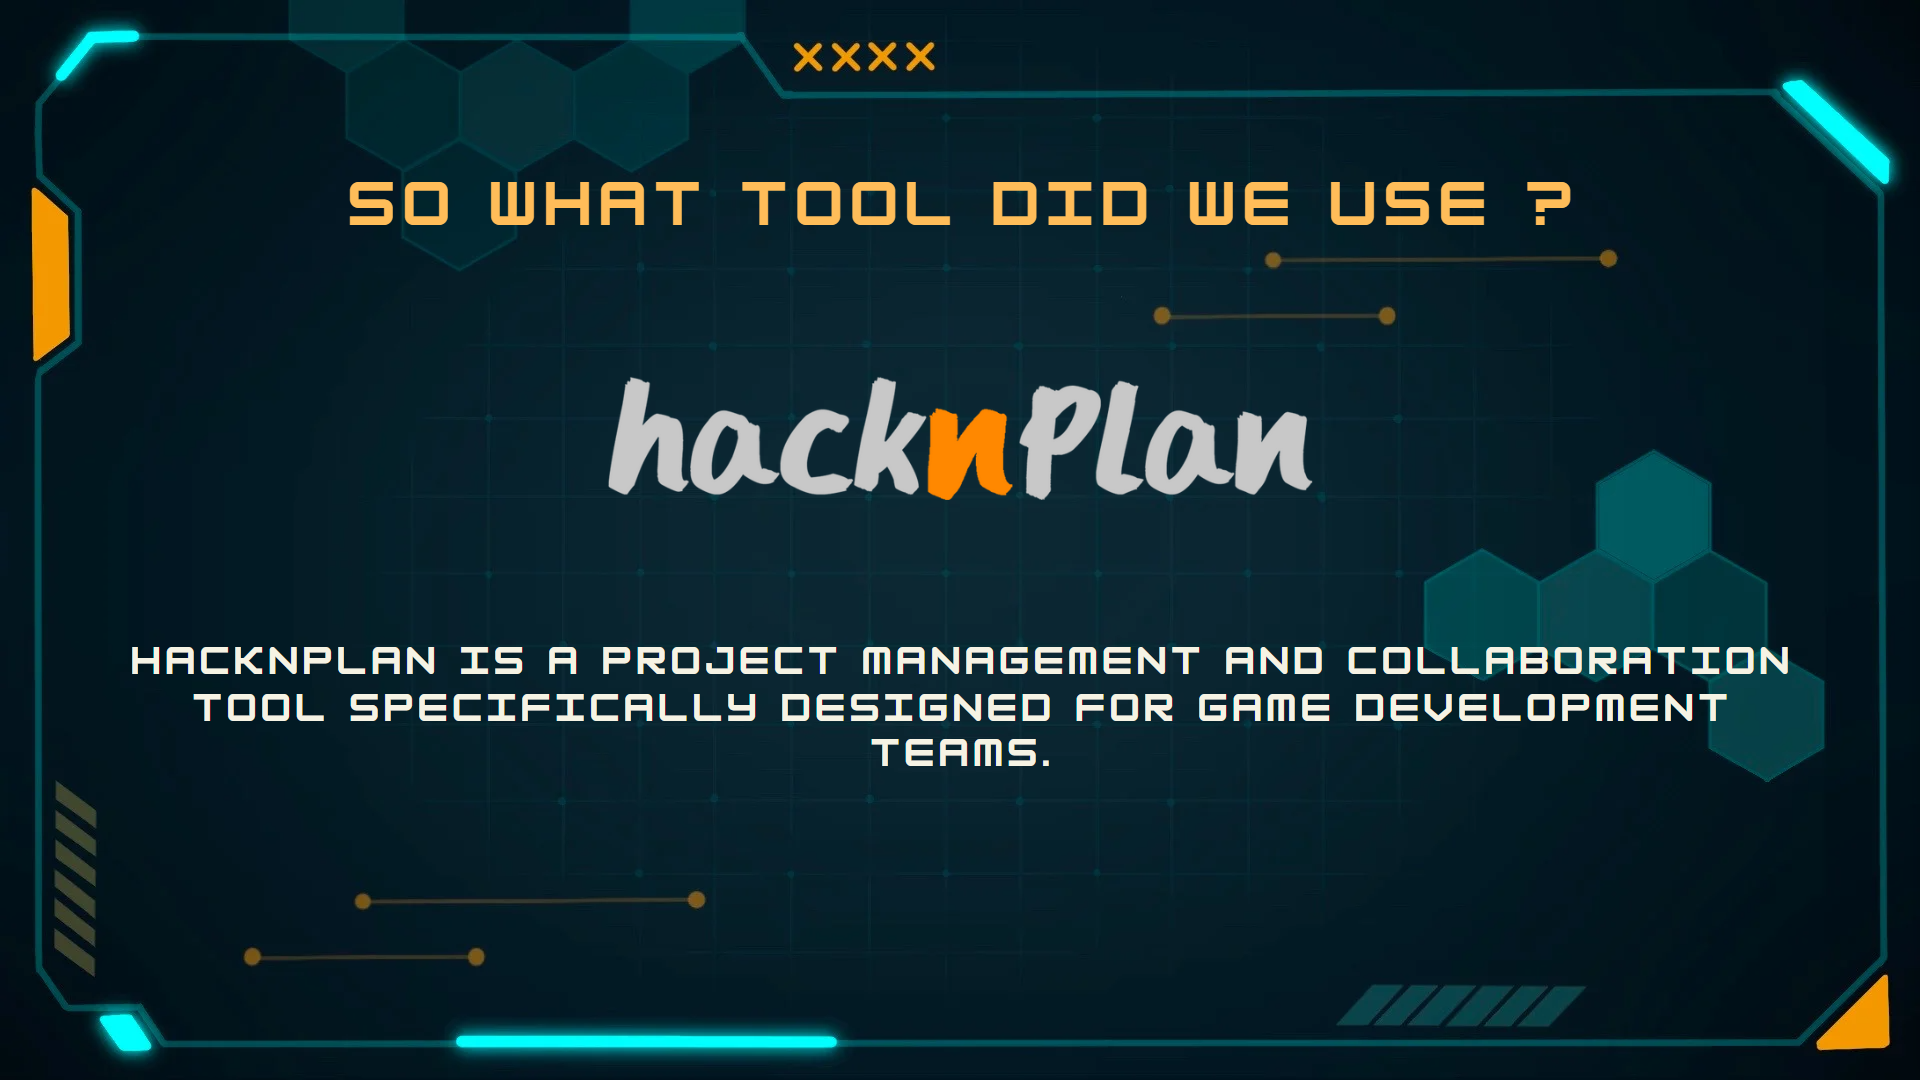 SO WHAT TOOL DID WE USE ?
hacknPlan
HACKNPLAN IS A PROJECT MANAGEMENT AND COLLABORATION
TOOL SPECIFICALLY DESIGNED FOR GAME DEVELOPMENT
TEAMS.